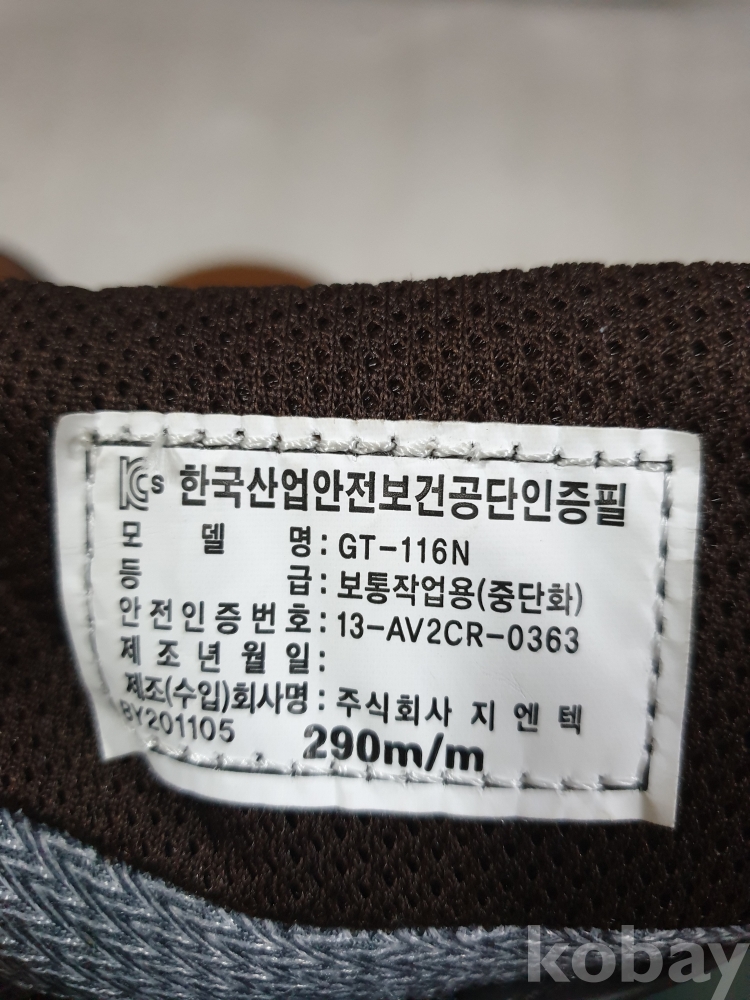 KCs 한국산업안전보건공단인증필
모 델 명 : GT-116N
등 급 : 보통작업용(중단화)
안전인증번호 : 13-AV2CR-0363
제 조 년 월 일 :
제조(수입)회사명 : 주식회사 지 엔 텍
BY201105 290m/m
kobay